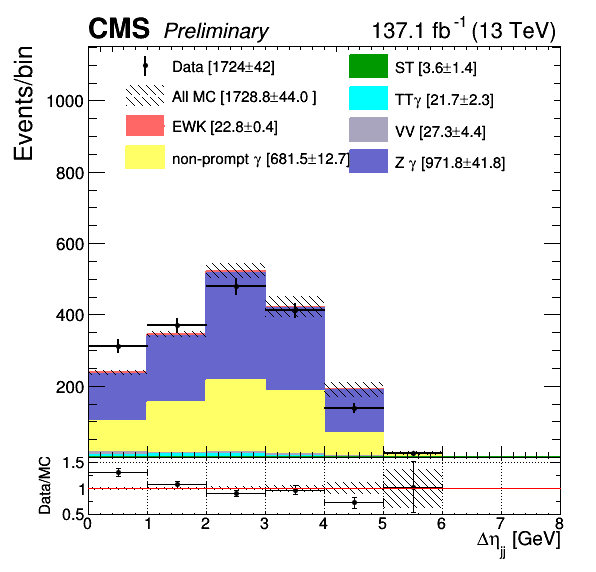 CMS Preliminary 137.1 fb⁻¹ (13 TeV)
Events/bin
Data [1724±42]
All MC [1728.8±44.0 ]
EWK [22.8±0.4]
non-prompt γ [681.5±12.7]
ST [3.6±1.4]
TTγ [21.7±2.3]
VV [27.3±4.4]
Z γ [971.8±41.8]
1000
800
600
400
200
Data/MC
1.5
1
0.5
0 1 2 3 4 5 6 7 8
Δηjj [GeV]